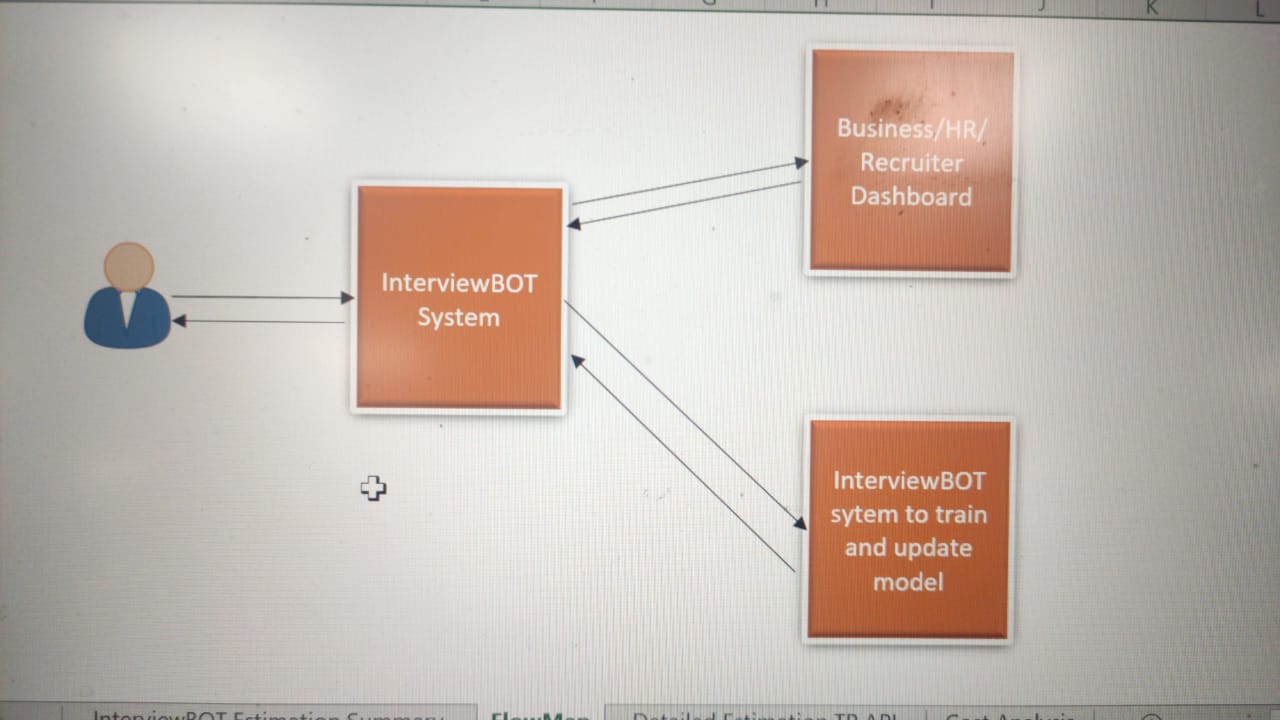 K
L
Business/HR/
Recruiter
Dashboard
InterviewBOT
System
InterviewBOT
sytem to train
and update
model
InterviewBOT Estimation Summary
FlowMap
Detailed Estimation TR API
Cost Analysis